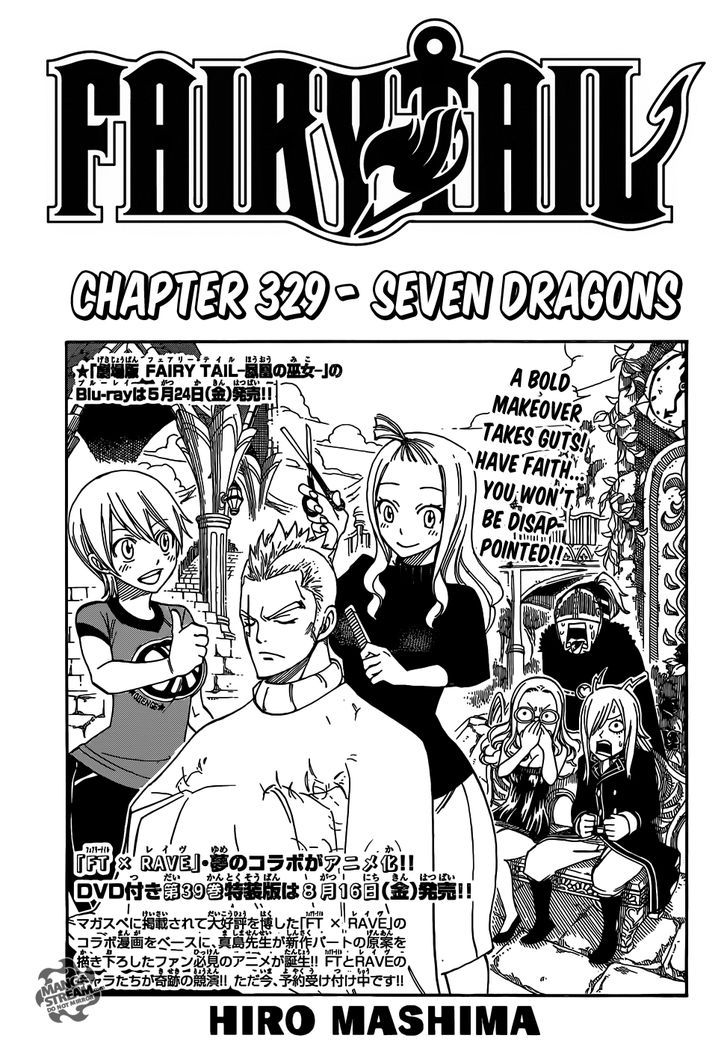 FAIRY TAIL
CHAPTER 329 - SEVEN DRAGONS
★「劇場版 FAIRY TAIL-鳳凰の巫女-」の
Blu-rayは5月24日(金)発売!!
A BOLD
MAKEOVER
TAKES GUTS!
HAVE FAITH...
YOU WON'T
BE DISAP-
POINTED!!
「FT × RAVE」・夢のコラボがアニメ化!!
DVD付き第39巻特装版は8月16日(金)発売!!
マガスペに掲載されて大好評を博した「FT × RAVE」の
コラボ漫画をベースに、真島先生が新作パートの原案を
描き下ろしたファン必見のアニメが誕生!! FTとRAVEの
キャラたちが奇跡の競演!! ただ今、予約受け付け中です!!
MANGA
STREAM
DO NOT MIRROR
HIRO MASHIMA